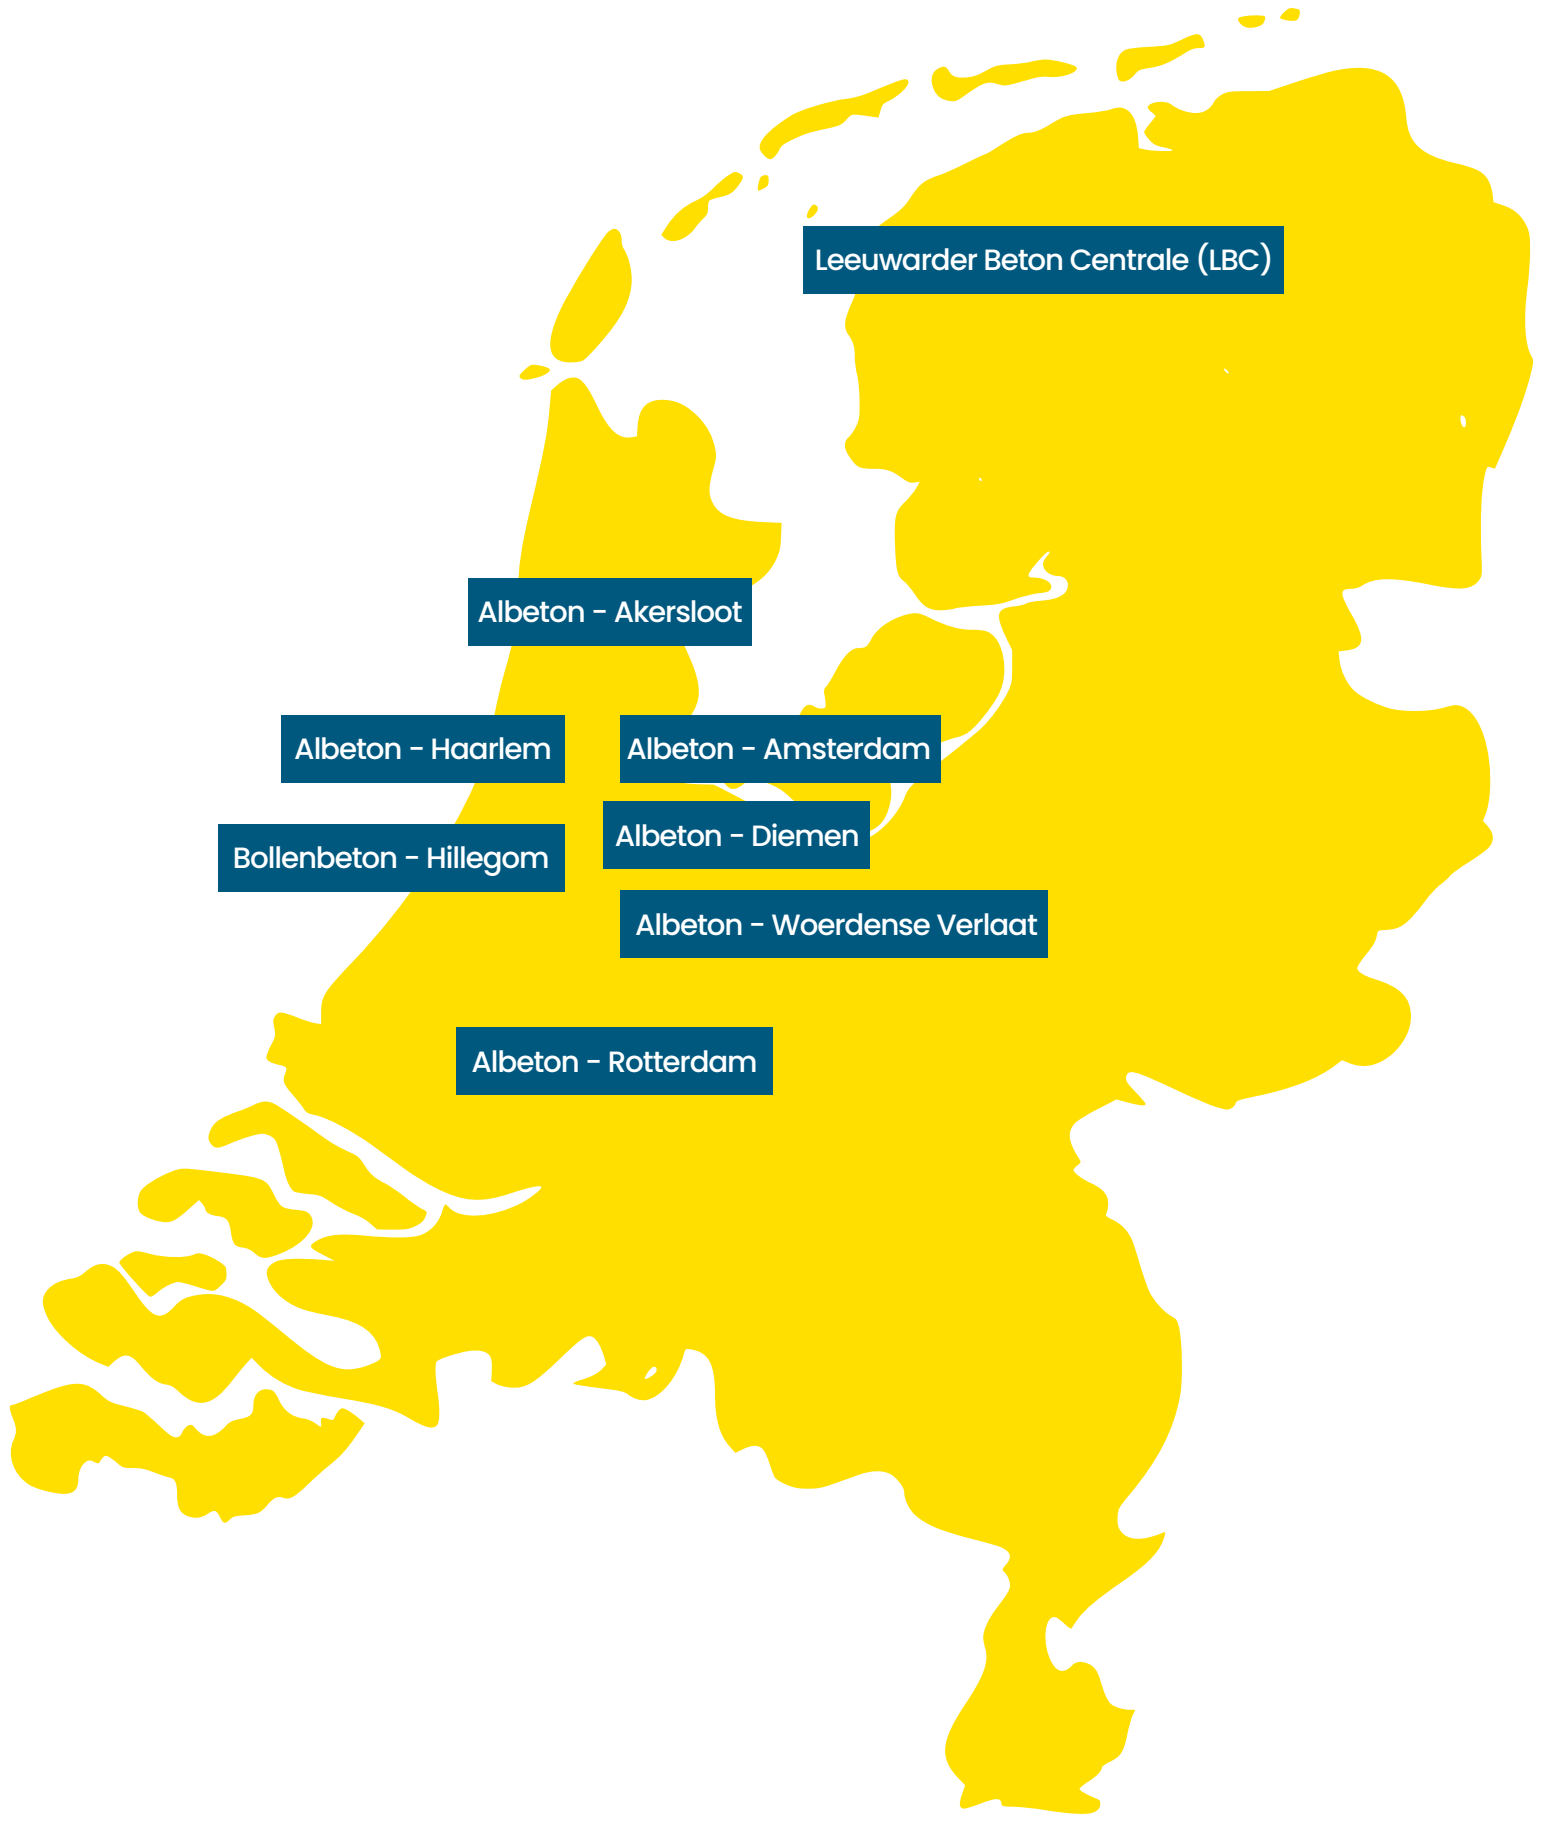 Leeuwarder Beton Centrale (LBC)
Albeton - Akersloot
Albeton - Haarlem
Albeton - Amsterdam
Albeton - Diemen
Bollenbeton - Hillegom
Albeton - Woerdense Verlaat
Albeton - Rotterdam